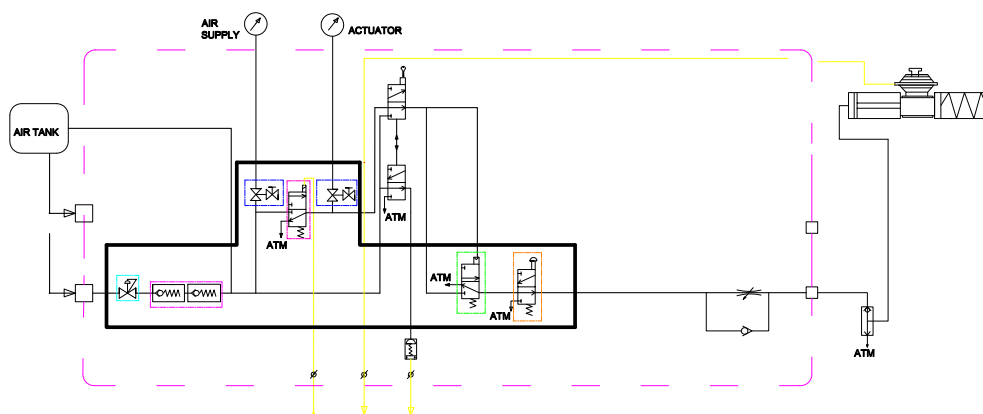 AIR
SUPPLY
ACTUATOR
AIR TANK
ATM
ATM
ATM
ATM
ATM